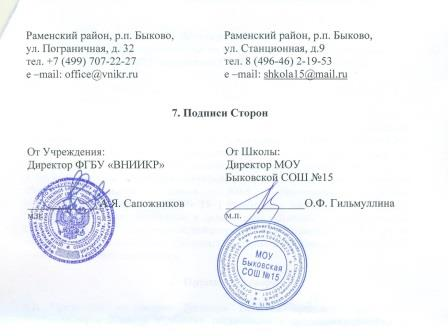 Раменский район, р.п. Быково,
ул. Пограничная, д. 32
тел. +7 (499) 707-22-27
e –mail: office@vnikr.ru
Раменский район, р.п. Быково,
ул. Станционная, д.9
тел. 8 (496-46) 2-19-53
e –mail: shkola15@mail.ru
7. Подписи Сторон
От Учреждения:
Директор ФГБУ «ВНИИКР»
А.Я. Сапожников
м.п.
От Школы:
Директор МОУ
Быковской СОШ №15
О.Ф. Гильмуллина
м.п.
МОУ
Быковская
СОШ №15